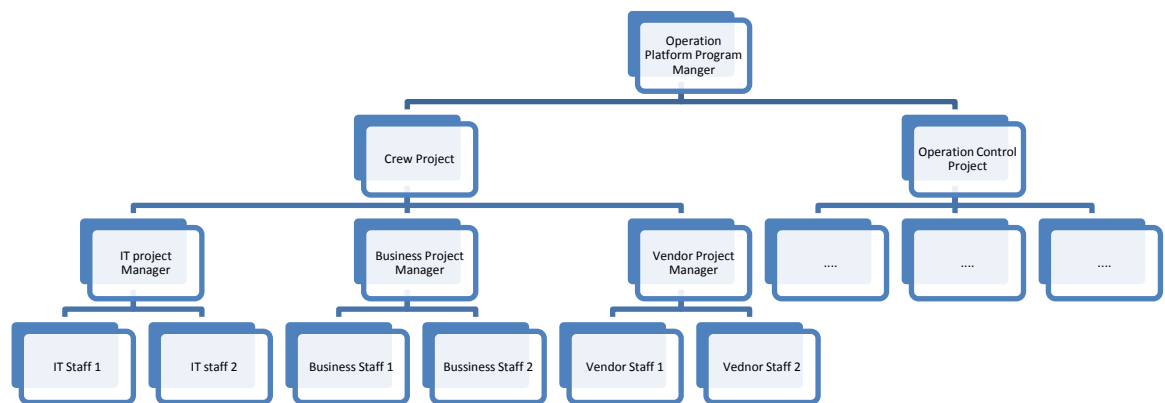 Operation
Platform Program
Manger
Crew Project
Operation Control
Project
IT project
Manager
Business Project
Manager
Vendor Project
Manager
....
....
....
IT Staff 1
IT staff 2
Business Staff 1
Bussiness Staff 2
Vendor Staff 1
Vednor Staff 2